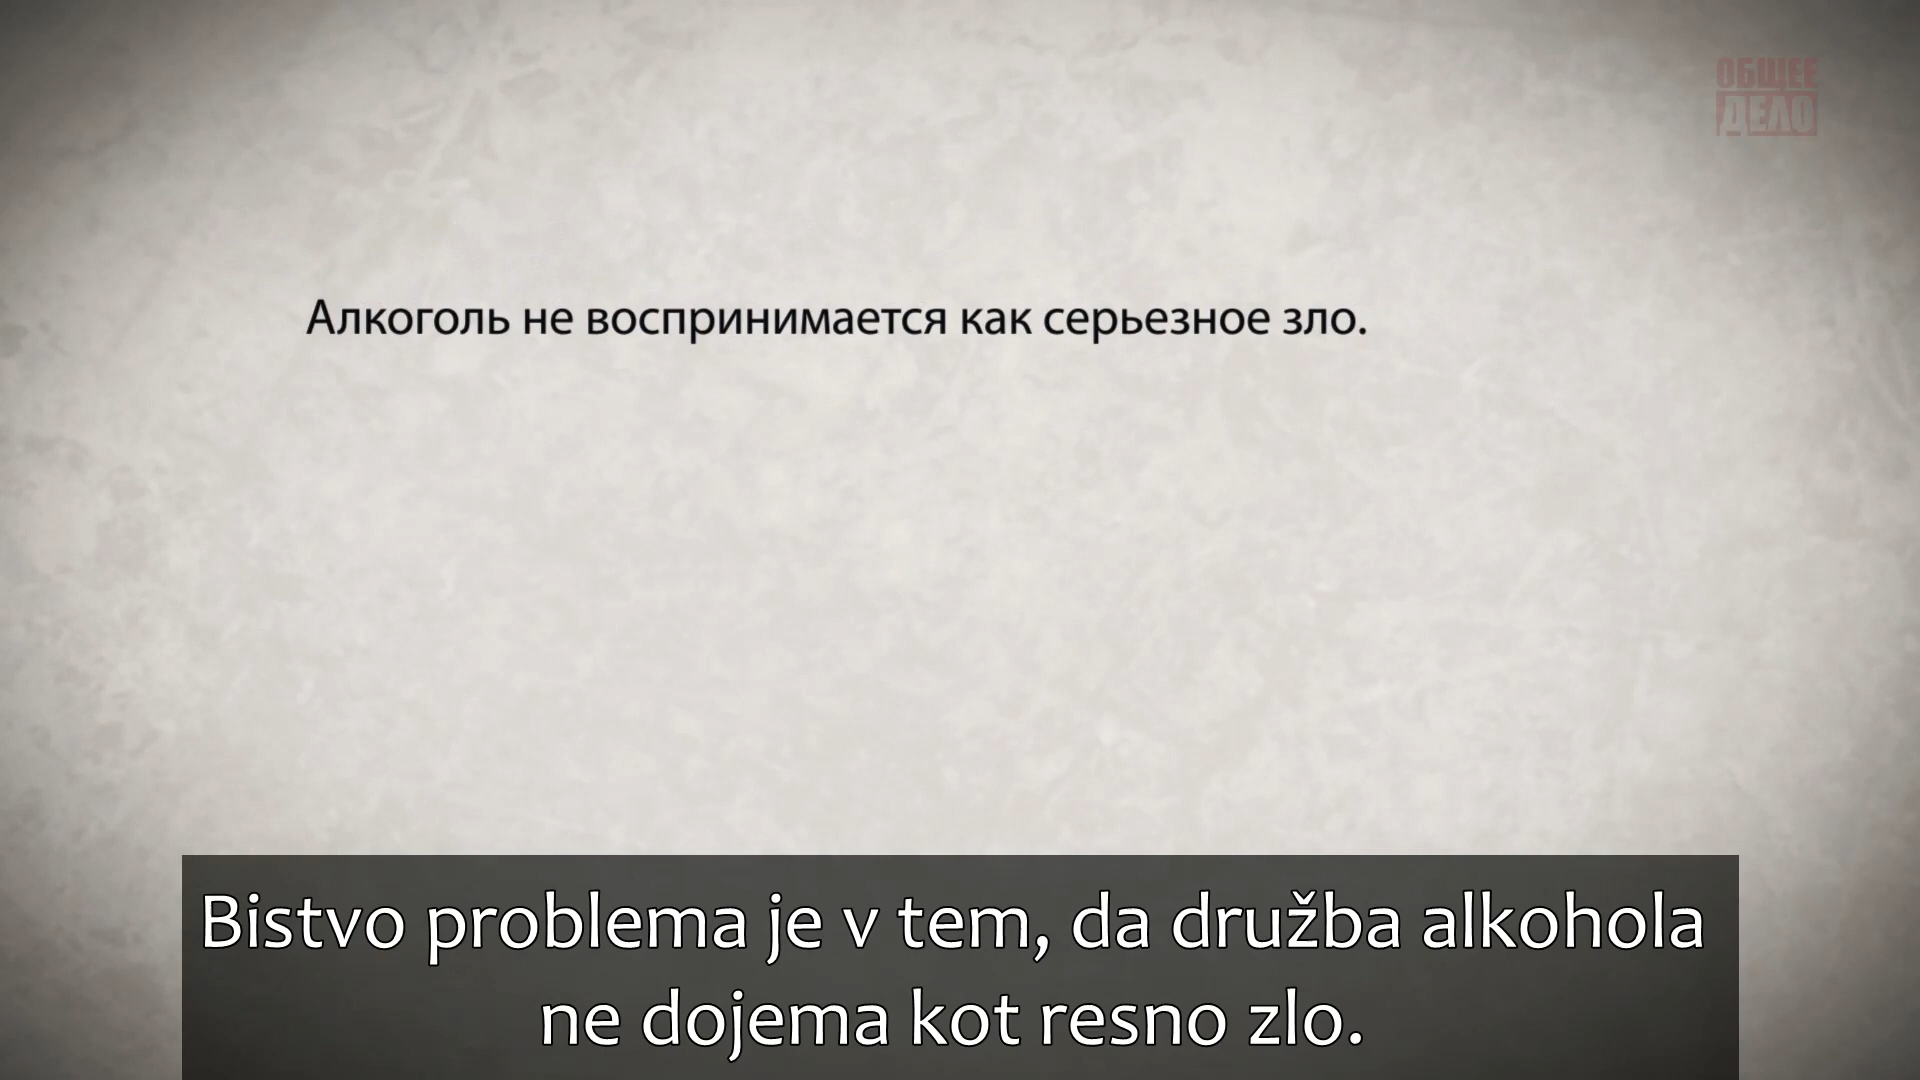 ОБЩЕЕ
ДЕЛО
Алкоголь не воспринимается как серьезное зло.
Bistvo problema je v tem, da družba alkohola
ne dojema kot resno zlo.